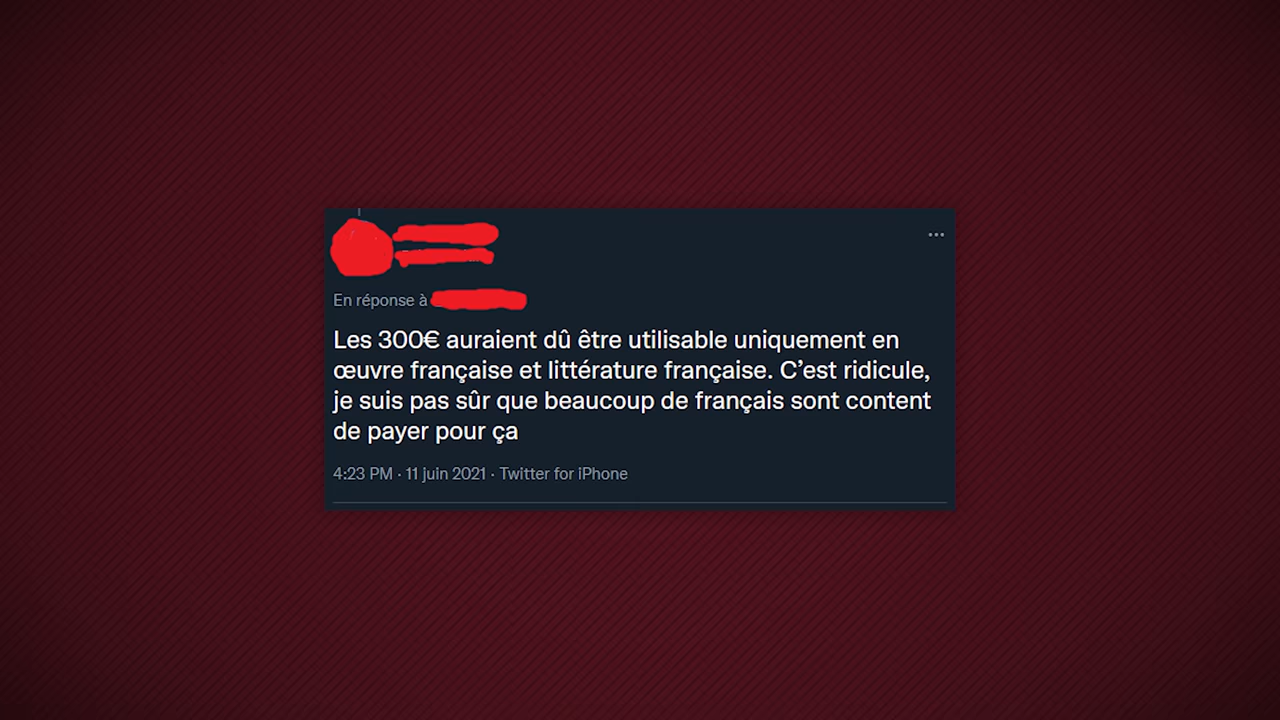 En réponse à
Les 300€ auraient dû être utilisable uniquement en
œuvre française et littérature française. C’est ridicule,
je suis pas sûr que beaucoup de français sont content
de payer pour ça
4:23 PM · 11 juin 2021 · Twitter for iPhone